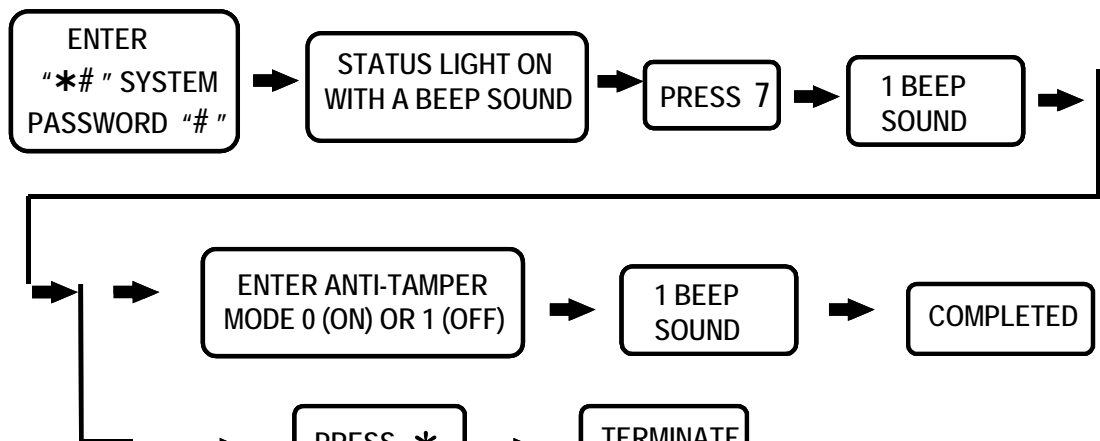 ENTER
"*# " SYSTEM
PASSWORD "# "
STATUS LIGHT ON
WITH A BEEP SOUND
PRESS 7
1 BEEP
SOUND
ENTER ANTI-TAMPER
MODE 0 (ON) OR 1 (OFF)
1 BEEP
SOUND
COMPLETED
PRESS *
TERMINATE